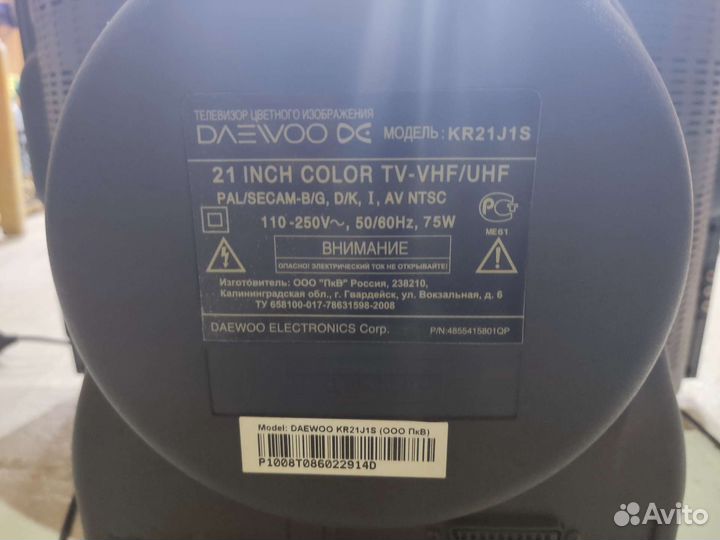 ТЕЛЕВИЗОР ЦВЕТНОГО ИЗОБРАЖЕНИЯ
DAEWOO МОДЕЛЬ: KR21J1S
21 INCH COLOR TV-VHF/UHF
PAL/SECAM-B/G, D/K, I, AV NTSC
110-250V~, 50/60Hz, 75W
ME61
ВНИМАНИЕ
ОПАСНО! ЭЛЕКТРИЧЕСКИЙ ТОК НЕ ОТКРЫВАЙТЕ!
Изготовитель: ООО "ПкВ" Россия, 238210,
Калининградская обл., г. Гвардейск, ул. Вокзальная, д. 6
ТУ 658100-017-78631598-2008
DAEWOO ELECTRONICS Corp. P/N:4855415801QP
Model: DAEWOO KR21J1S (ООО ПкВ)
P1008T086022914D
Avito